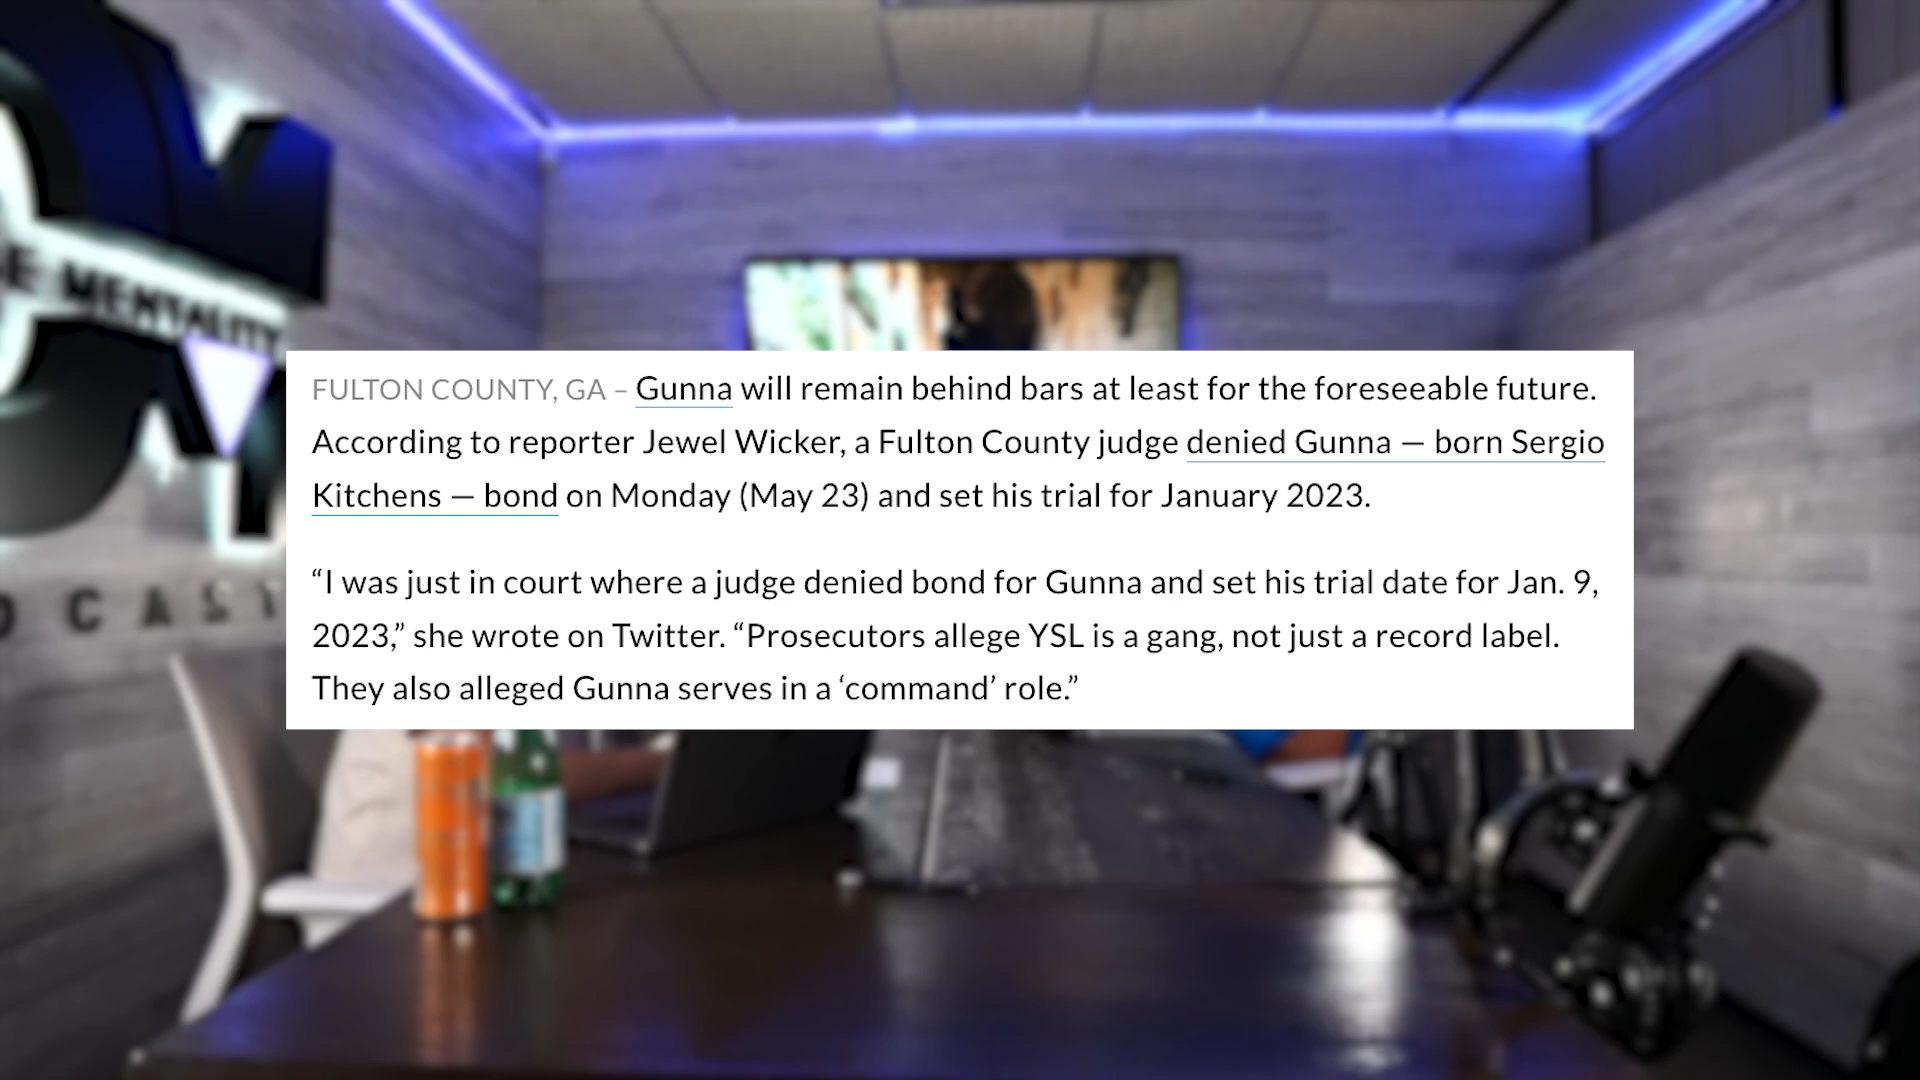 E MENTALITY
FULTON COUNTY, GA – Gunna will remain behind bars at least for the foreseeable future.
According to reporter Jewel Wicker, a Fulton County judge denied Gunna — born Sergio
Kitchens — bond on Monday (May 23) and set his trial for January 2023.
“I was just in court where a judge denied bond for Gunna and set his trial date for Jan. 9,
2023,” she wrote on Twitter. “Prosecutors allege YSL is a gang, not just a record label.
They also alleged Gunna serves in a ‘command’ role.”
DCAST